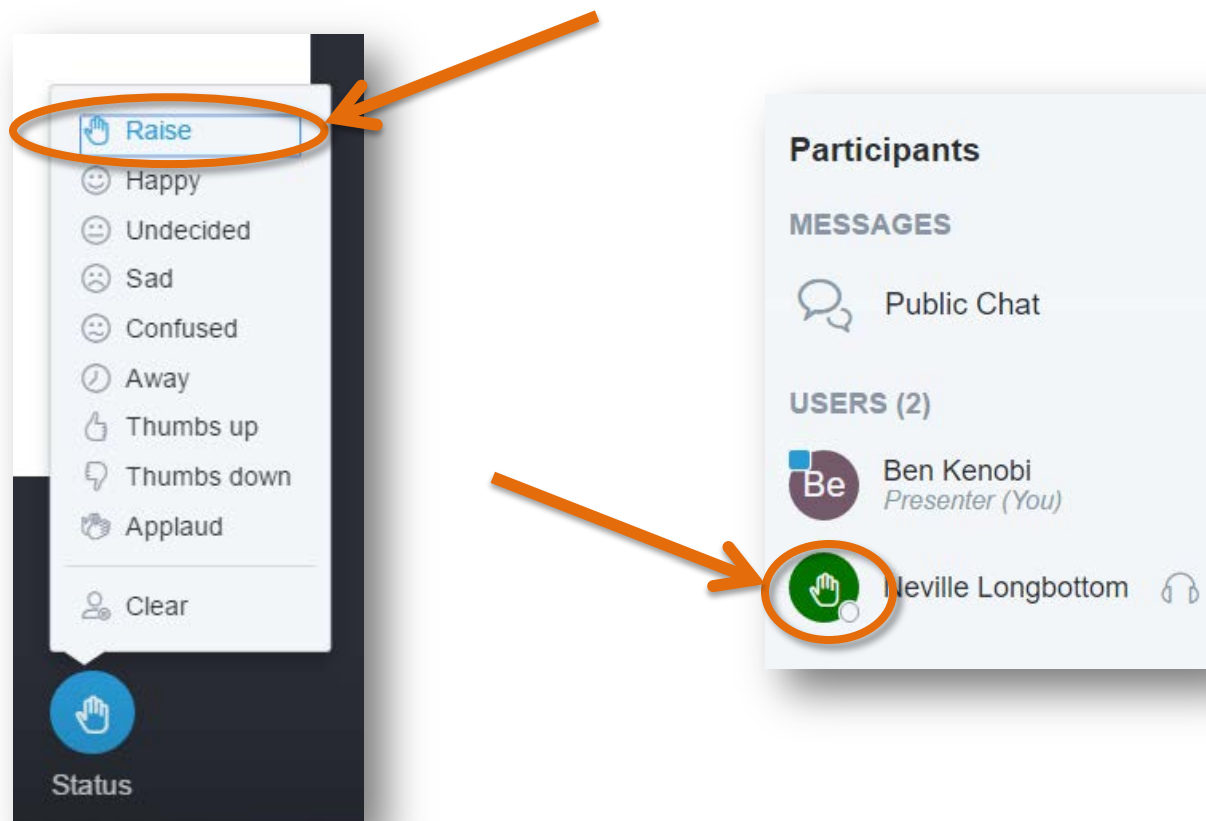 Raise
Happy
Undecided
Sad
Confused
Away
Thumbs up
Thumbs down
Applaud
Clear
Status
Participants
MESSAGES
Public Chat
USERS (2)
Be
Ben Kenobi
Presenter (You)
Neville Longbottom